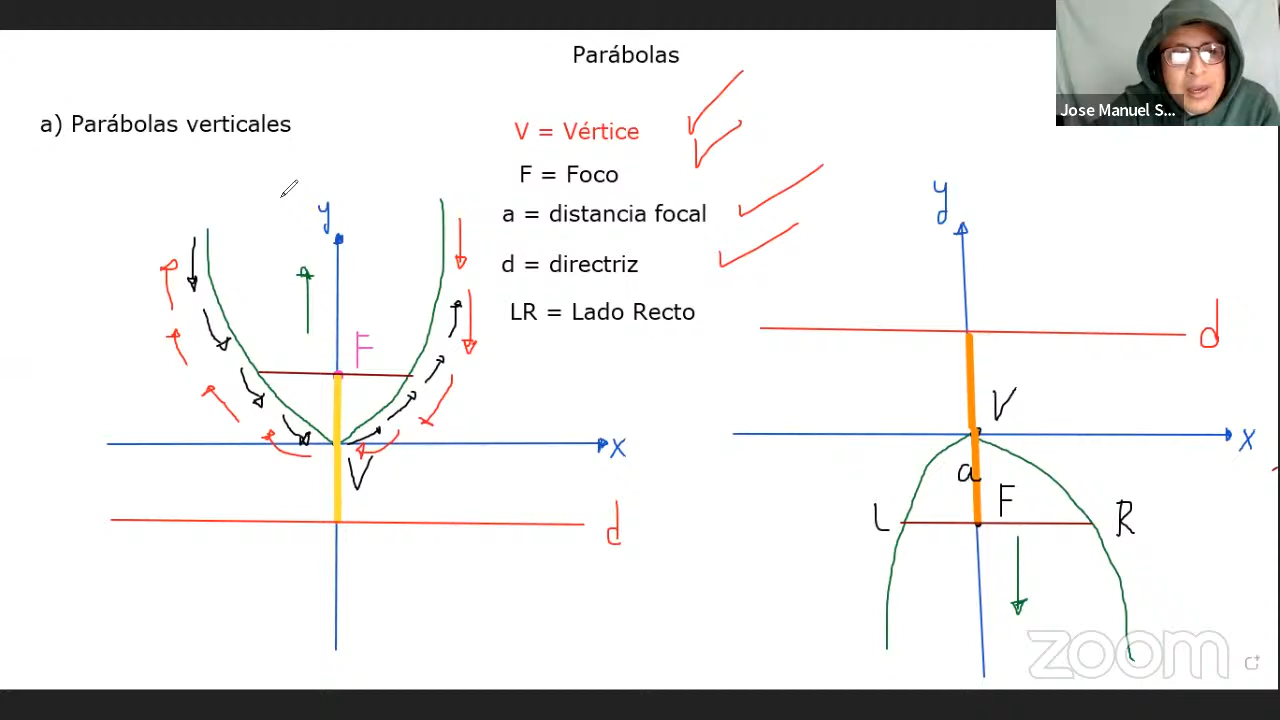 Parábolas
Jose Manuel S...
a) Parábolas verticales
V = Vértice
F = Foco
a = distancia focal
d = directriz
LR = Lado Recto
y
F
x
V
d
y
d
V
x
a
F
L
R
zoom